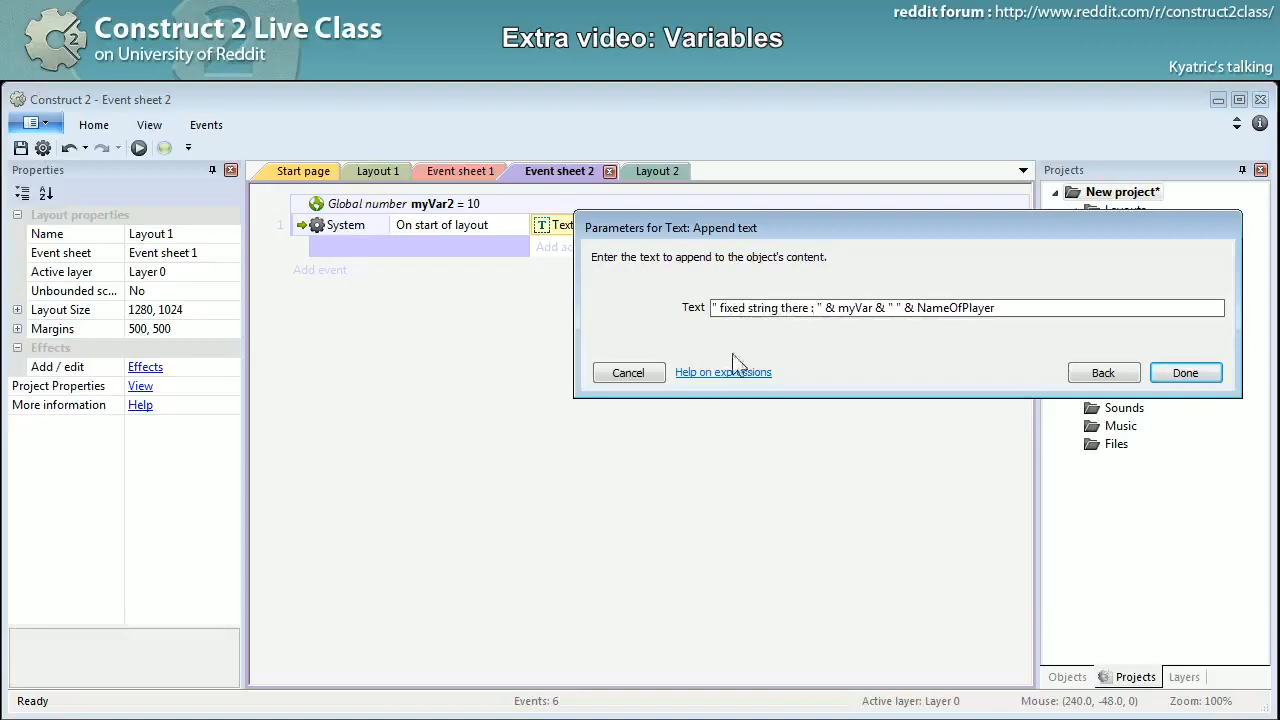 Construct 2 Live Class
on University of Reddit
Extra video: Variables
reddit forum : http://www.reddit.com/r/construct2class/
Kyatric's talking
Construct 2 - Event sheet 2
Home View Events
Properties
Start page Layout 1 Event sheet 1 Event sheet 2 Layout 2
Projects
Layout properties
Name Layout 1
Event sheet Event sheet 1
Active layer Layer 0
Unbounded sc... No
Layout Size 1280, 1024
Margins 500, 500
Effects
Add / edit Effects
Project Properties View
More information Help
Global number myVar2 = 10
1 System On start of layout Text
Add ac
Add event
New project*
Layouts
Parameters for Text: Append text
Enter the text to append to the object's content.
Text " fixed string there : " & myVar & " " & NameOfPlayer
Cancel Help on expressions Back Done
Sounds
Music
Files
Objects Projects Layers
Ready Events: 6 Active layer: Layer 0 Mouse: (240.0, -48.0, 0) Zoom: 100%